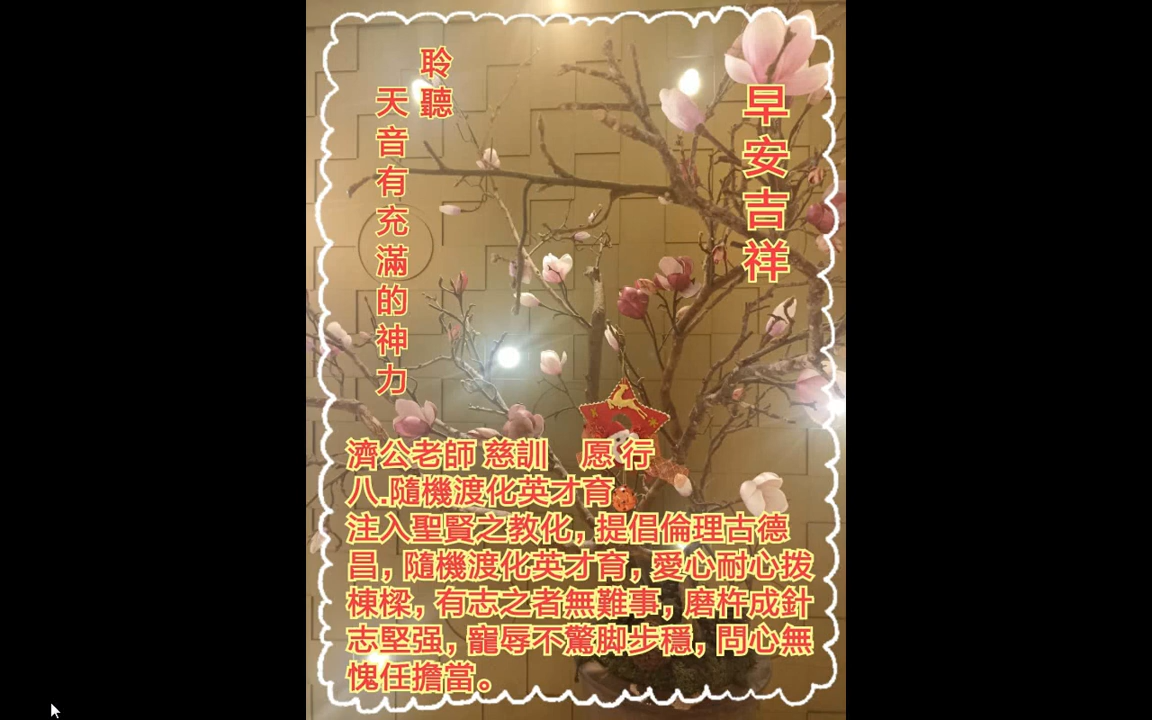 早安吉祥
聆聽
天音有充滿的神力
濟公老師 慈訓 愿行
八.隨機渡化英才育
注入聖賢之教化, 提倡倫理古德
昌, 隨機渡化英才育, 愛心耐心拨
棟樑, 有志之者無難事, 磨杵成針
志堅强, 寵辱不驚脚步穩, 問心無
愧任擔當。